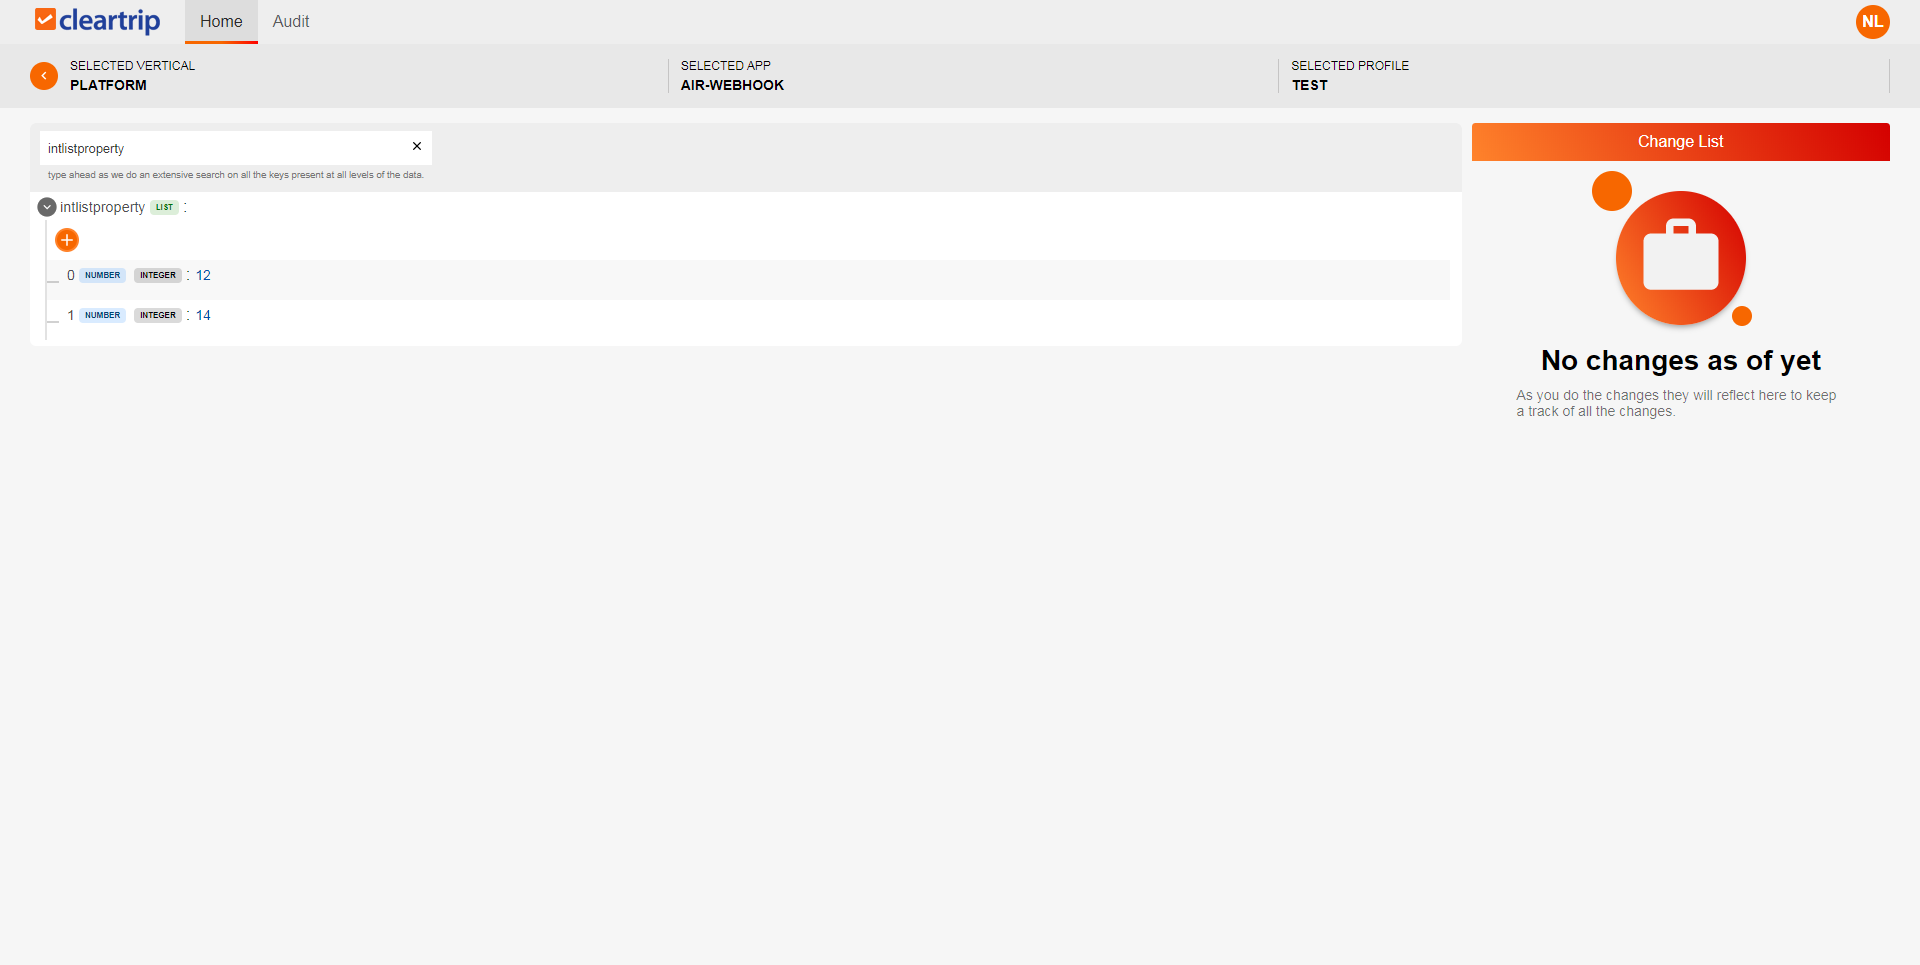 cleartrip
Home
Audit
NL
SELECTED VERTICAL
PLATFORM
SELECTED APP
AIR-WEBHOOK
SELECTED PROFILE
TEST
intlistproperty
type ahead as we do an extensive search on all the keys present at all levels of the data.
intlistproperty LIST :
0 NUMBER INTEGER : 12
1 NUMBER INTEGER : 14
Change List
No changes as of yet
As you do the changes they will reflect here to keep
a track of all the changes.